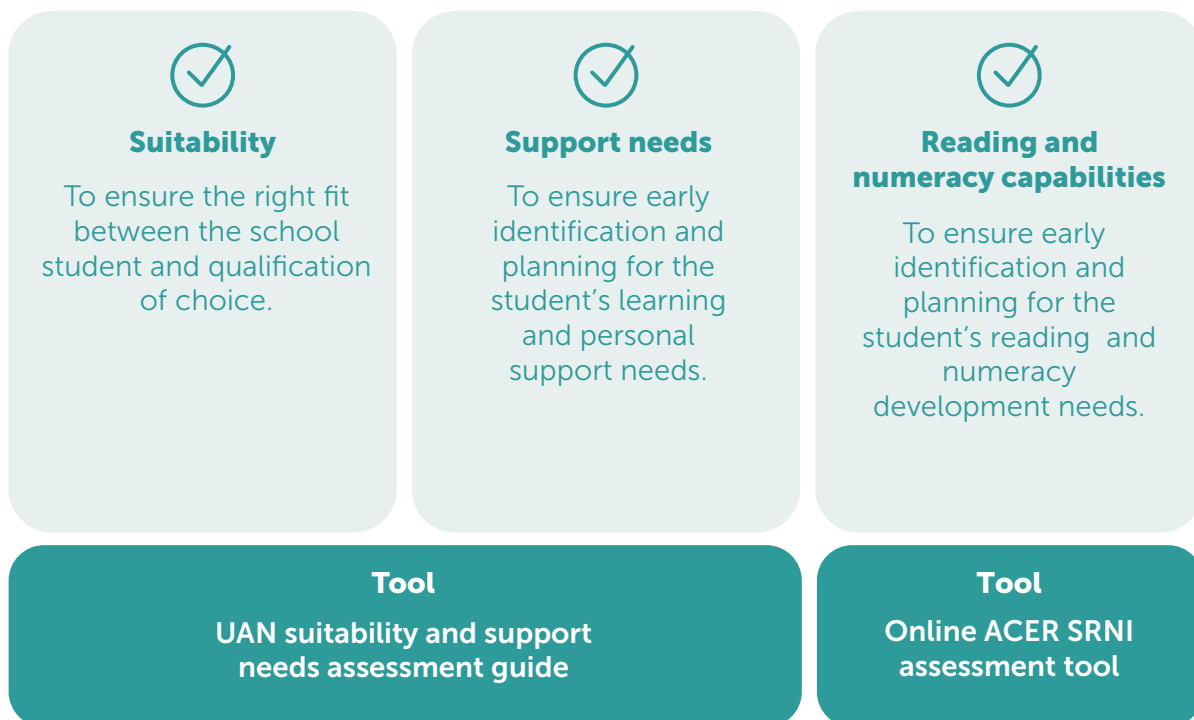 Suitability
To ensure the right fit
between the school
student and qualification
of choice.
Support needs
To ensure early
identification and
planning for the
student’s learning
and personal
support needs.
Reading and
numeracy capabilities
To ensure early
identification and
planning for the
student’s reading  and
numeracy
development needs.
Tool
UAN suitability and support
needs assessment guide
Tool
Online ACER SRNI
assessment tool